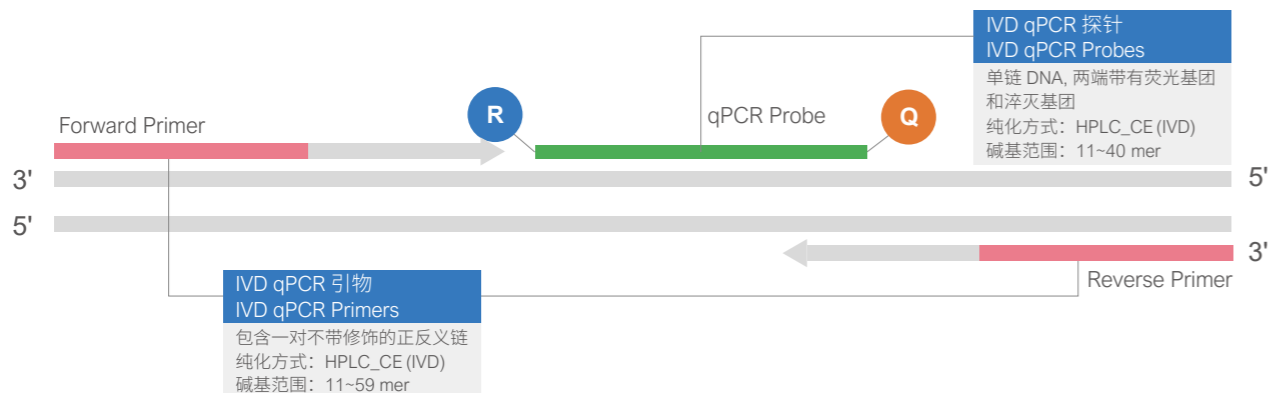 IVD qPCR 探针
IVD qPCR Probes
单链 DNA, 两端带有荧光基团
和淬灭基团
纯化方式：HPLC_CE (IVD)
碱基范围：11~40 mer
Forward Primer
R
qPCR Probe
Q
3'
5'
5'
3'
Reverse Primer
IVD qPCR 引物
IVD qPCR Primers
包含一对不带修饰的正反义链
纯化方式：HPLC_CE (IVD)
碱基范围：11~59 mer